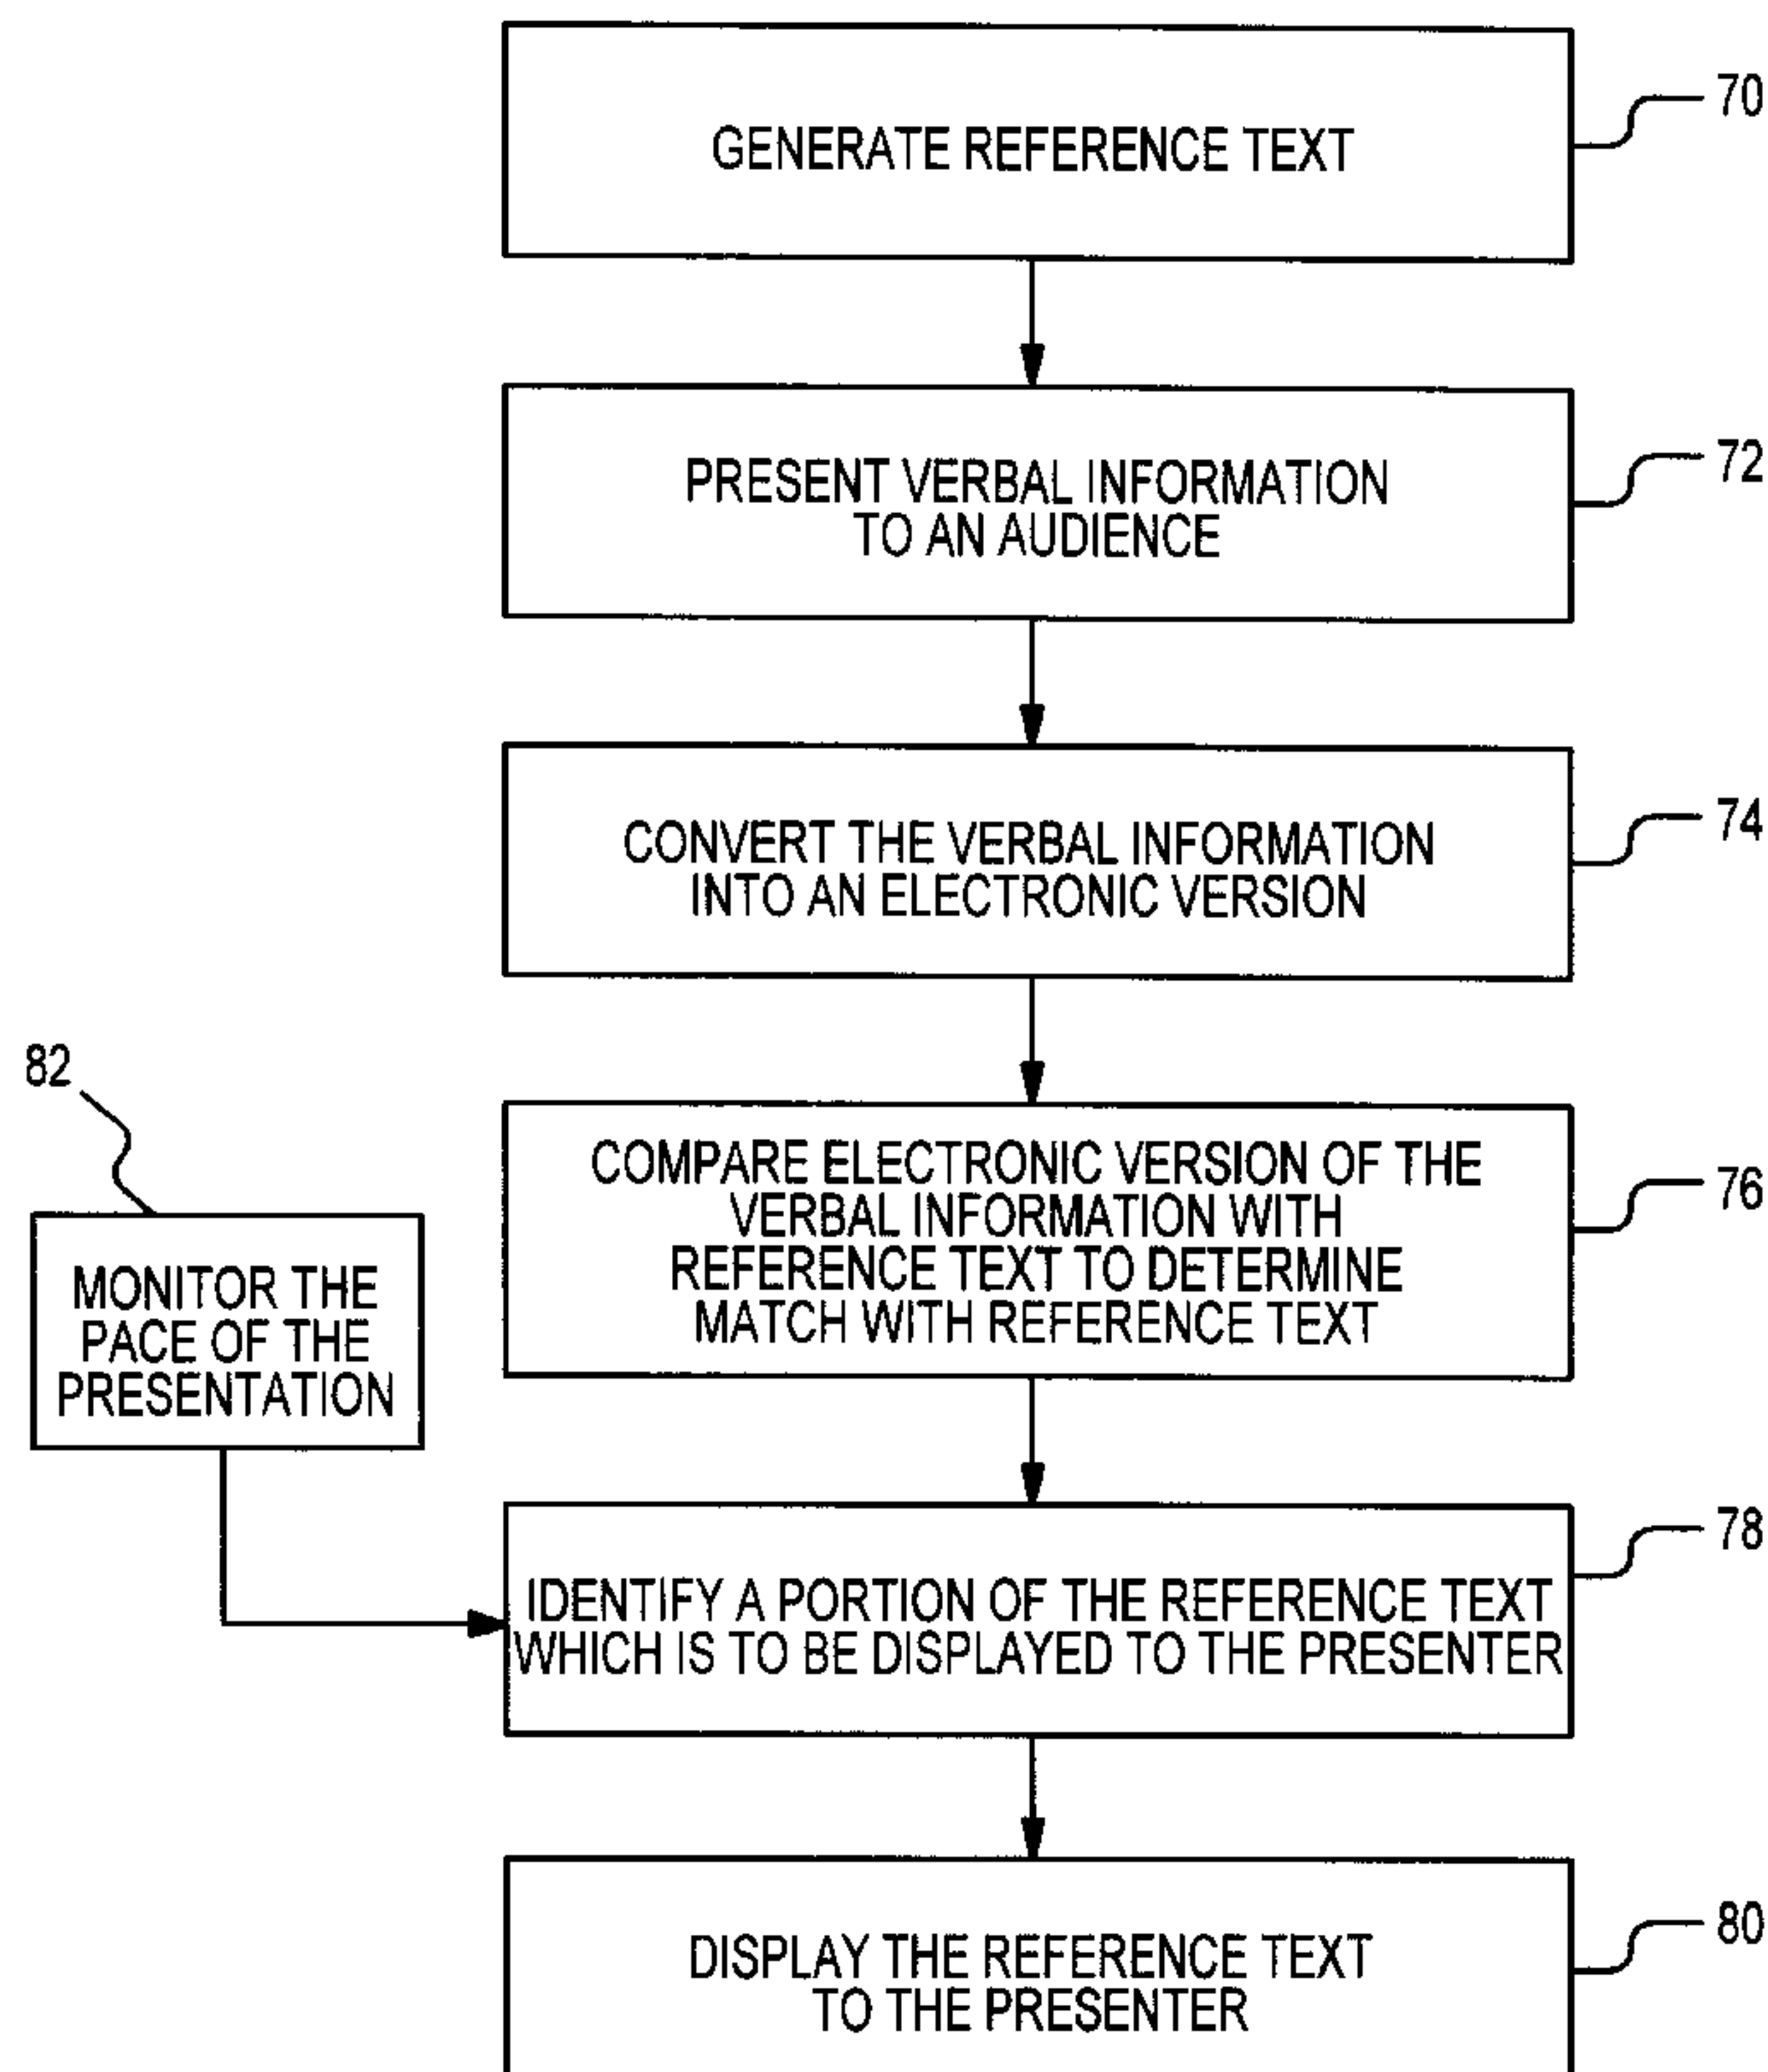 GENERATE REFERENCE TEXT
70
PRESENT VERBAL INFORMATION
TO AN AUDIENCE
72
CONVERT THE VERBAL INFORMATION
INTO AN ELECTRONIC VERSION
74
COMPARE ELECTRONIC VERSION OF THE
VERBAL INFORMATION WITH
REFERENCE TEXT TO DETERMINE
MATCH WITH REFERENCE TEXT
76
82
MONITOR THE
PACE OF THE
PRESENTATION
IDENTIFY A PORTION OF THE REFERENCE TEXT
WHICH IS TO BE DISPLAYED TO THE PRESENTER
78
DISPLAY THE REFERENCE TEXT
TO THE PRESENTER
80